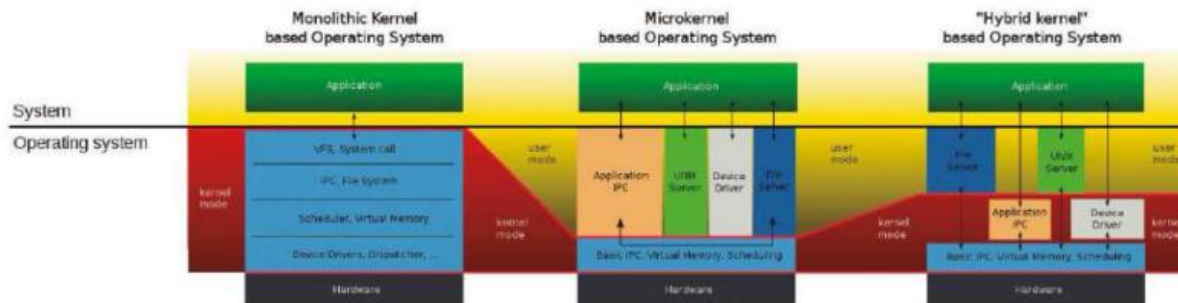 Monolithic Kernel
based Operating System
Microkernel
based Operating System
"Hybrid kernel"
based Operating System
Application
Application
Application
System
Operating system
kernel
mode
VFS, System call
IPC, File System
Scheduler, Virtual Memory
Device Drivers, Dispatcher, ...
Hardware
user
mode
kernel
mode
Application
IPC
UNIX
Server
Device
Driver
File
Server
Basic IPC, Virtual Memory, Scheduling
Hardware
user
mode
kernel
mode
File
Server
UNIX
Server
Application
IPC
Device
Driver
Basic IPC, Virtual Memory, Scheduling
Hardware
user
mode
kernel
mode